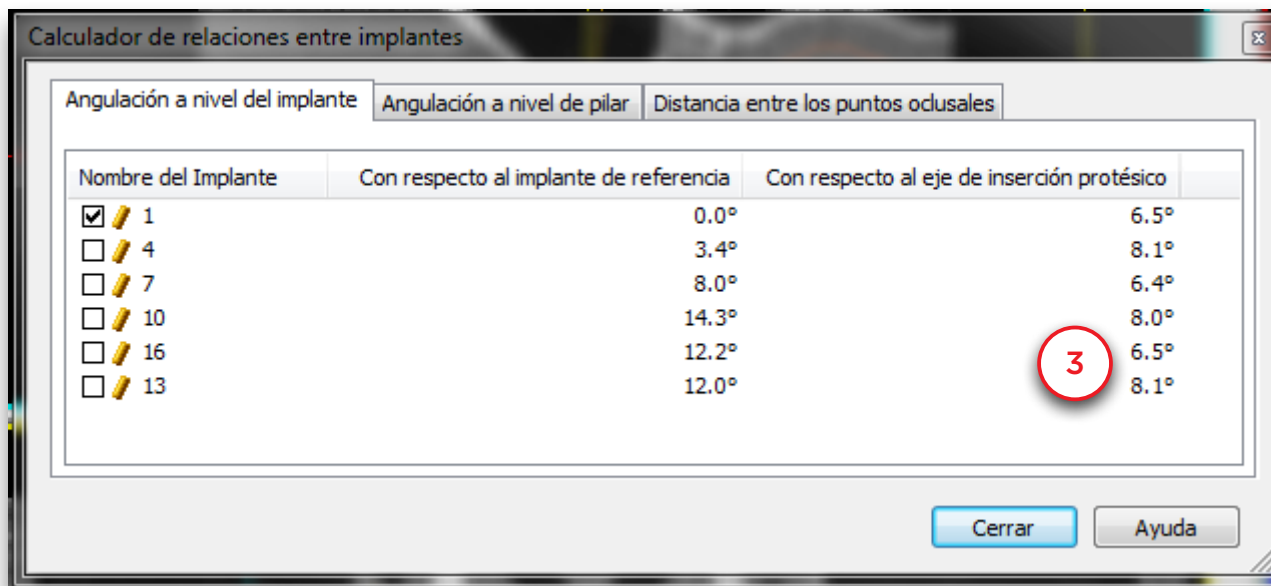 Calculador de relaciones entre implantes
Angulación a nivel del implante Angulación a nivel de pilar Distancia entre los puntos oclusales
Nombre del Implante Con respecto al implante de referencia Con respecto al eje de inserción protésico
1 0.0° 6.5°
4 3.4° 8.1°
7 8.0° 6.4°
10 14.3° 8.0°
16 12.2° 6.5°
3
13 12.0° 8.1°
Cerrar Ayuda